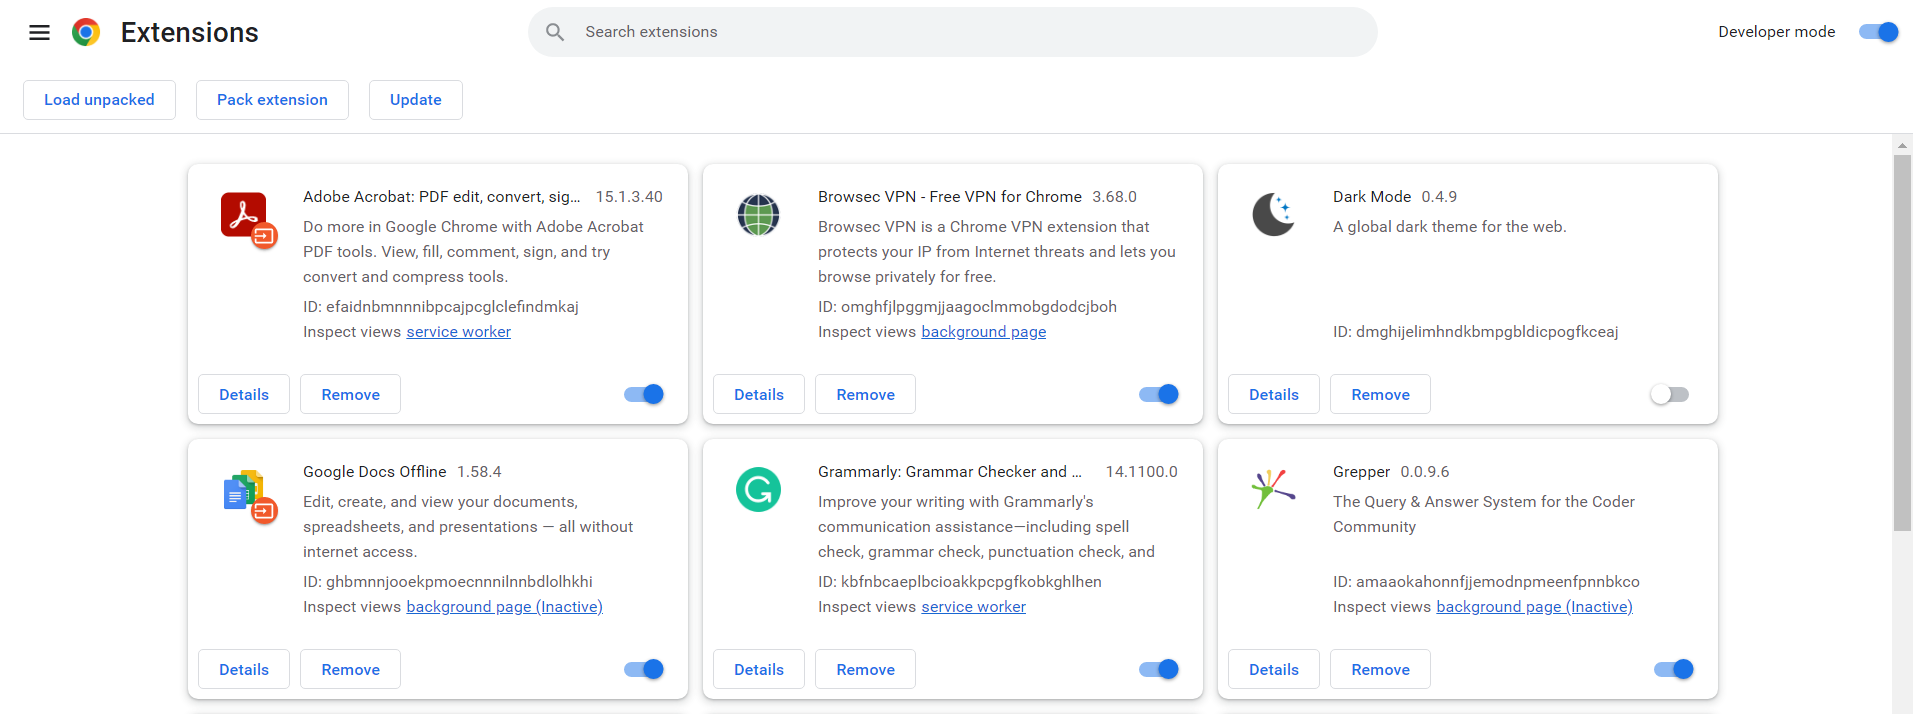 Extensions
Search extensions
Developer mode
Load unpacked
Pack extension
Update
Adobe Acrobat: PDF edit, convert, sig... 15.1.3.40
Do more in Google Chrome with Adobe Acrobat
PDF tools. View, fill, comment, sign, and try
convert and compress tools.
ID: efaidnbmnnnibpcajpcglclefindmkaj
Inspect views service worker
Details
Remove
Browsec VPN - Free VPN for Chrome 3.68.0
Browsec VPN is a Chrome VPN extension that
protects your IP from Internet threats and lets you
browse privately for free.
ID: omghfjlpggmjjaagoclmmobgdodcjboh
Inspect views background page
Details
Remove
Dark Mode 0.4.9
A global dark theme for the web.
ID: dmghijelimhndkbmpgbldicpogfkceaj
Details
Remove
Google Docs Offline 1.58.4
Edit, create, and view your documents,
spreadsheets, and presentations — all without
internet access.
ID: ghbmnnjooekpmoecnnnilnnbdlolhkhi
Inspect views background page (Inactive)
Details
Remove
Grammarly: Grammar Checker and ... 14.1100.0
Improve your writing with Grammarly's
communication assistance—including spell
check, grammar check, punctuation check, and
ID: kbfnbcaeplbcioakkpcpgfkobkghlhen
Inspect views service worker
Details
Remove
Grepper 0.0.9.6
The Query & Answer System for the Coder
Community
ID: amaaokahonnfjjemodnpmeenfpnnbkco
Inspect views background page (Inactive)
Details
Remove